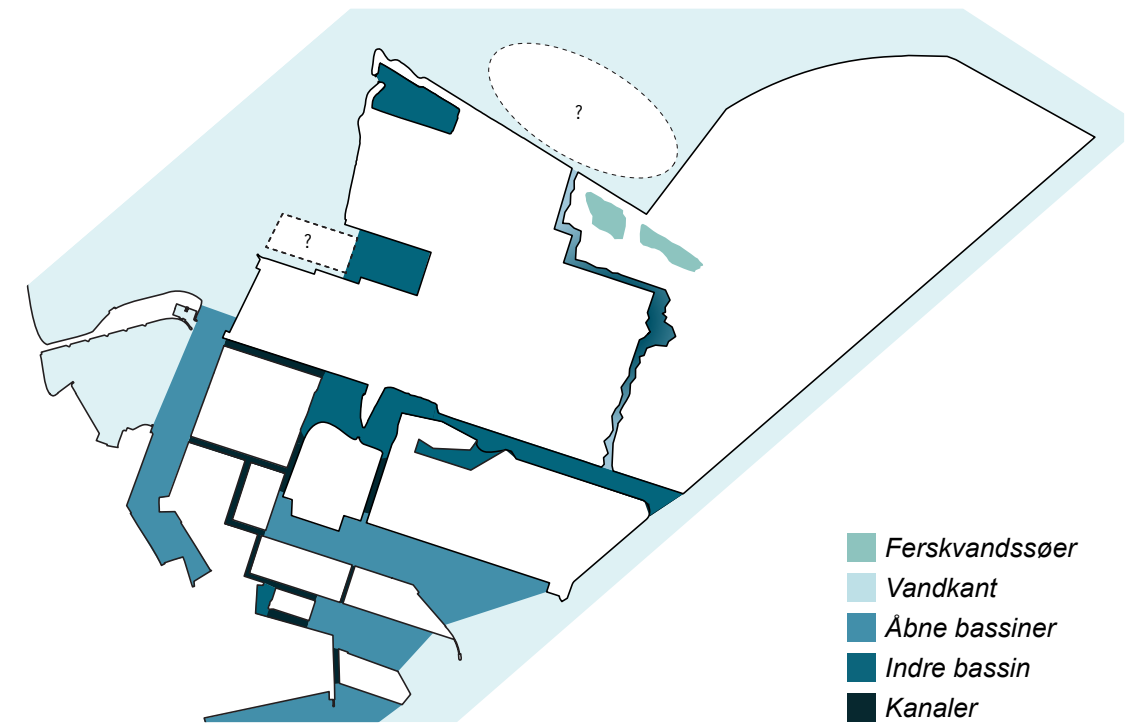 ?
?
Ferskvandssøer
Vandkant
Åbne bassiner
Indre bassin
Kanaler